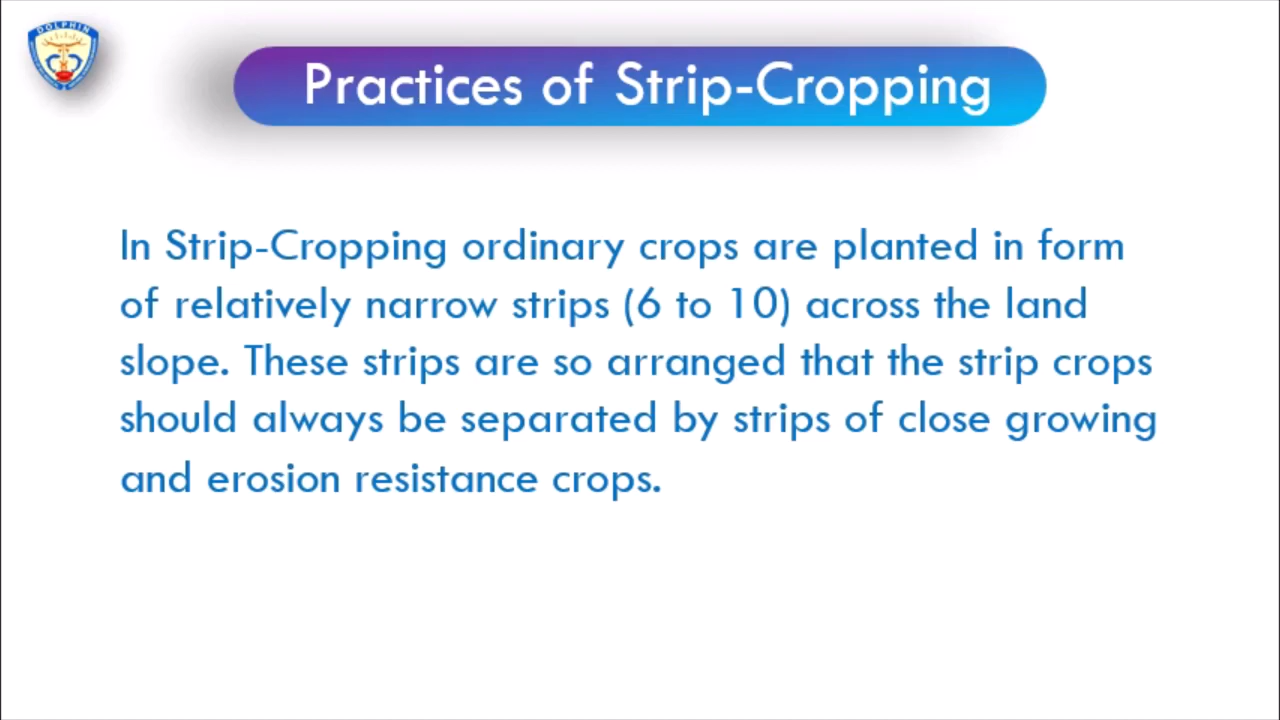 DOLPHIN
Practices of Strip-Cropping
In Strip-Cropping ordinary crops are planted in form
of relatively narrow strips (6 to 10) across the land
slope. These strips are so arranged that the strip crops
should always be separated by strips of close growing
and erosion resistance crops.